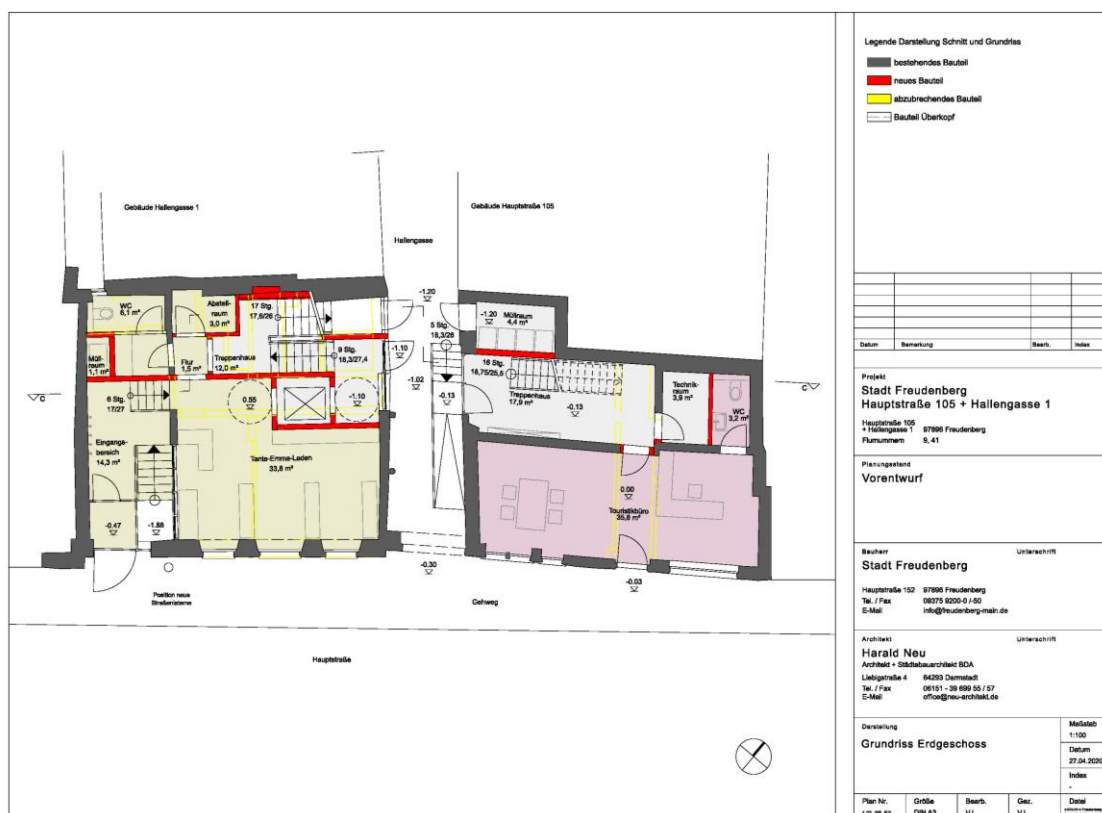 Legende Darstellung Schnitt und Grundriss
bestehendes Bauteil
neues Bauteil
abzubrechendes Bauteil
Bauteil Überkopf
Gebäude Hallengasse 1
Gebäude Hauptstraße 105
Hallengasse
WC
6,1 m²
Abstell-
raum
3,0 m²
17 Stg.
17,6/26
-1.20
5 Stg.
18,3/26
-1.20
Müllraum
4,4 m²
Müll-
raum
1,1 m²
Flur
1,5 m²
Treppenhaus
12,0 m²
9 Stg.
18,3/27,4
-1.10
-1.02
16 Stg.
18,75/25,5
Treppenhaus
17,9 m²
-0.13
-0.13
Technik-
raum
3,9 m²
WC
3,2 m²
C
C
6 Stg.
17/27
0.55
-1.10
Eingangs-
bereich
14,3 m²
Tante-Emma-Laden
33,8 m²
0.00
Touristikbüro
35,8 m²
-0.47
-1.88
-0.30
-0.03
Position neue
Straßenlaterne
Gehweg
Hauptstraße
Datum Bemerkung Bearb. Index
Projekt
Stadt Freudenberg
Hauptstraße 105 + Hallengasse 1
Hauptstraße 105
+ Hallengasse 1 97896 Freudenberg
Flurnummern 9, 41
Planungsstand
Vorentwurf
Bauherr Unterschrift
Stadt Freudenberg
Hauptstraße 152 97896 Freudenberg
Tel. / Fax 09375 9200-0 /-50
E-Mail info@freudenberg-main.de
Architekt Unterschrift
Harald Neu
Architekt + Städtebauarchitekt BDA
Liebigstraße 4 64293 Darmstadt
Tel. / Fax 06151 - 39 699 55 / 57
E-Mail office@neu-architekt.de
Darstellung
Grundriss Erdgeschoss
Maßstab
1:100
Datum
27.04.2020
Index
-
Plan Nr. Größe Bearb. Gez. Datei
DIN A3